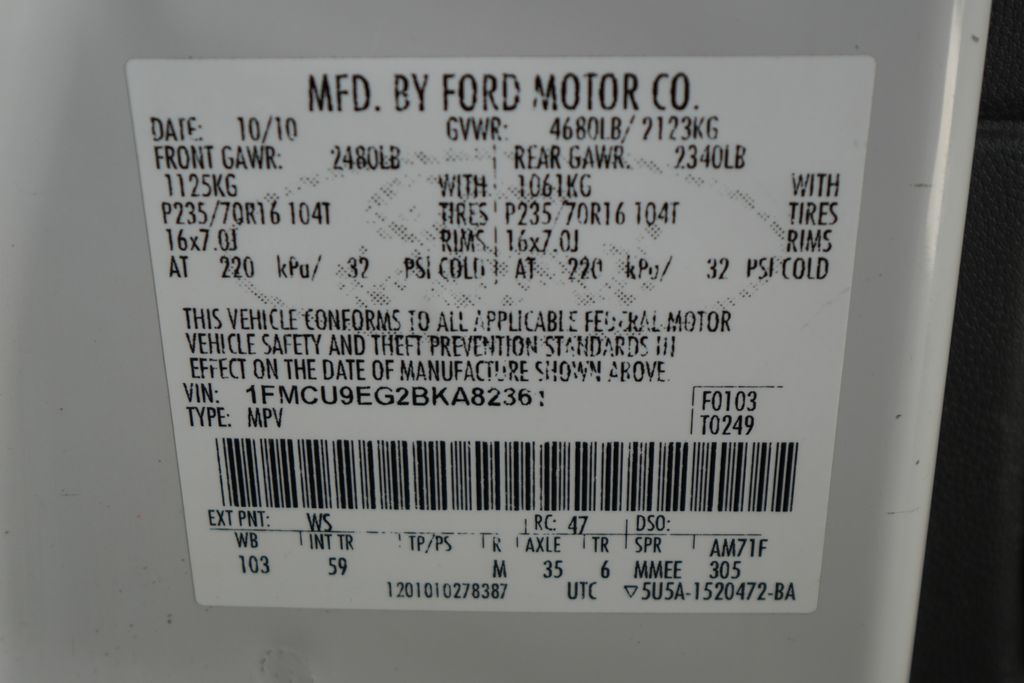 MFD. BY FORD MOTOR CO.
DATE: 10/10 GVWR: 4680LB/ 2123KG
FRONT GAWR: 2480LB REAR GAWR: 2340LB
1125KG WITH 1061KG WITH
P235/70R16 104T TIRES P235/70R16 104T TIRES
16x7.0J RIMS 16x7.0J RIMS
AT 220 kPa/ 32 PSI COLD AT 220 kPa/ 32 PSI COLD
THIS VEHICLE CONFORMS TO ALL APPLICABLE FEDERAL MOTOR
VEHICLE SAFETY AND THEFT PREVENTION STANDARDS IN
EFFECT ON THE DATE OF MANUFACTURE SHOWN ABOVE.
VIN: 1FMCU9EG2BKA82361 F0103
TYPE: MPV T0249
EXT PNT: WS RC: 47 DSO:
WB INT TR TP/PS R AXLE TR SPR AM71F
103 59 M 35 6 MMEE 305
1201010278387 UTC ▽5U5A-1520472-BA